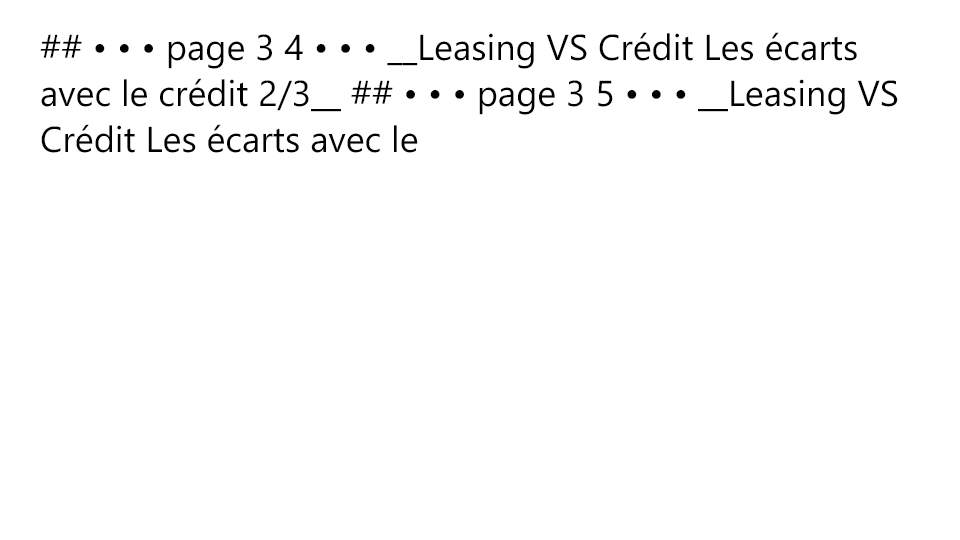 ## • • • page 3 4 • • • __Leasing VS Crédit Les écarts
avec le crédit 2/3__ ## • • • page 3 5 • • • __Leasing VS
Crédit Les écarts avec le